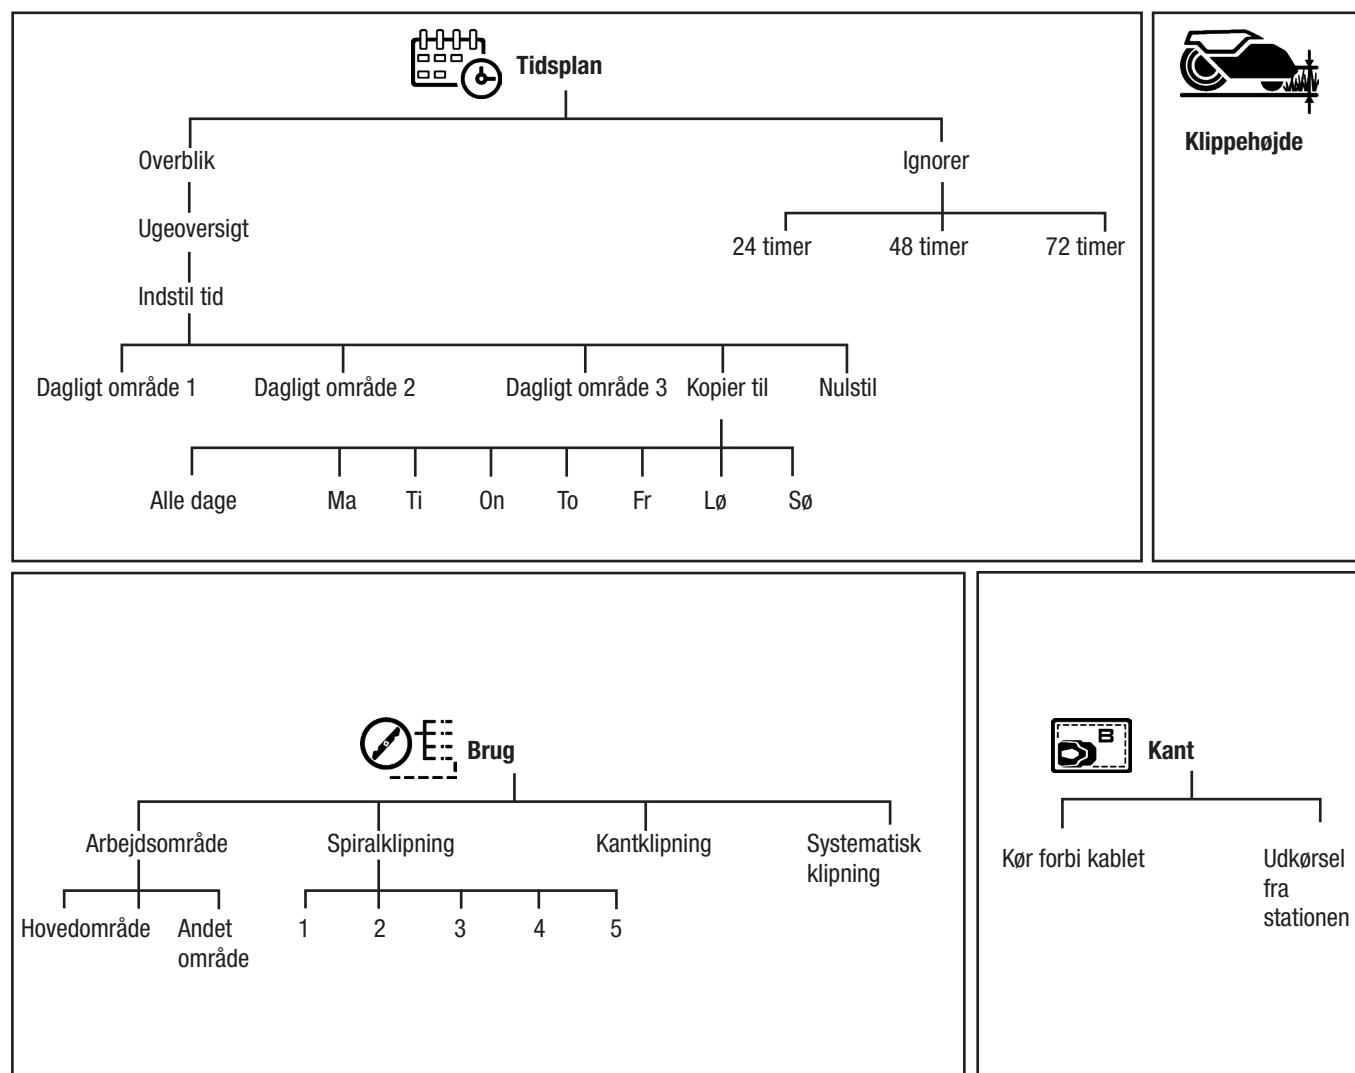 Tidsplan
Overblik
Ignorer
Ugeoversigt
24 timer 48 timer 72 timer
Indstil tid
Dagligt område 1 Dagligt område 2 Dagligt område 3 Kopier til Nulstil
Alle dage Ma Ti On To Fr Lø Sø
Klippehøjde
Brug
Arbejdsområde Spiralklipning Kantklipning Systematisk
klipning
Hovedområde Andet
område
1 2 3 4 5
B
Kant
Kør forbi kablet
Udkørsel
fra
stationen